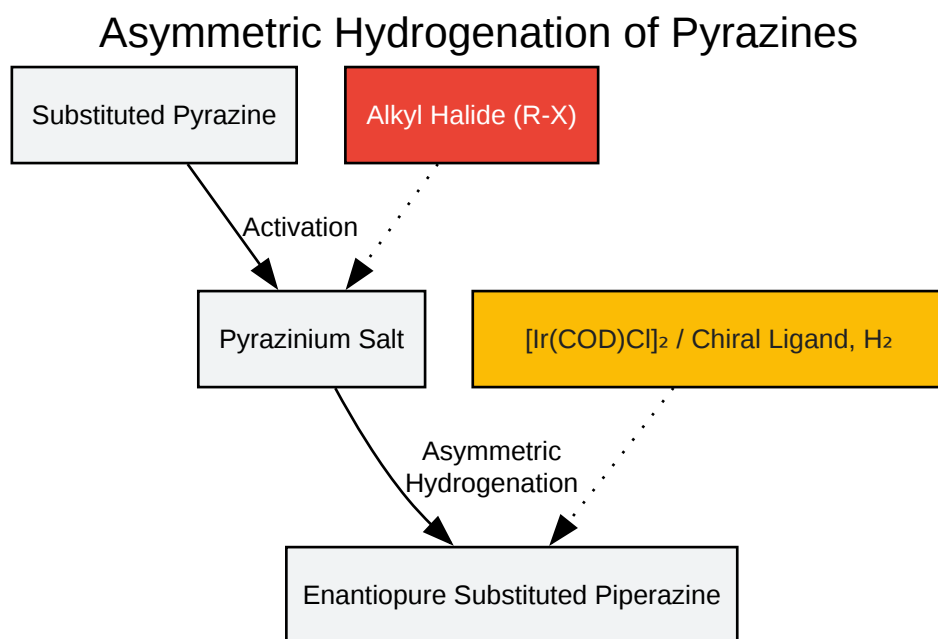 Asymmetric Hydrogenation of Pyrazines
Substituted Pyrazine
Alkyl Halide (R-X)
Activation
Pyrazinium Salt
[Ir(COD)Cl]₂ / Chiral Ligand, H₂
Asymmetric
Hydrogenation
Enantiopure Substituted Piperazine